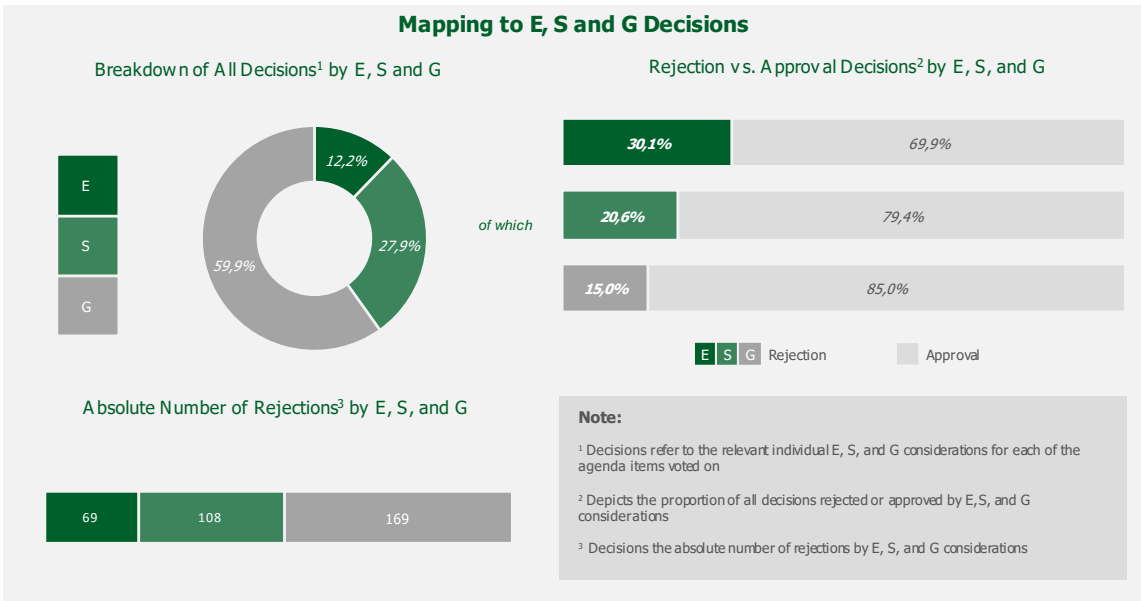 Mapping to E, S and G Decisions
Breakdown of All Decisions¹ by E, S and G
E
S
G
12,2%
27,9%
59,9%
of which
Rejection vs. Approval Decisions² by E, S, and G
30,1% 69,9%
20,6% 79,4%
15,0% 85,0%
E S G Rejection Approval
Absolute Number of Rejections³ by E, S, and G
69 108 169
Note:
¹ Decisions refer to the relevant individual E, S, and G considerations for each of the
agenda items voted on
² Depicts the proportion of all decisions rejected or approved by E,S, and G
considerations
³ Decisions the absolute number of rejections by E, S, and G considerations